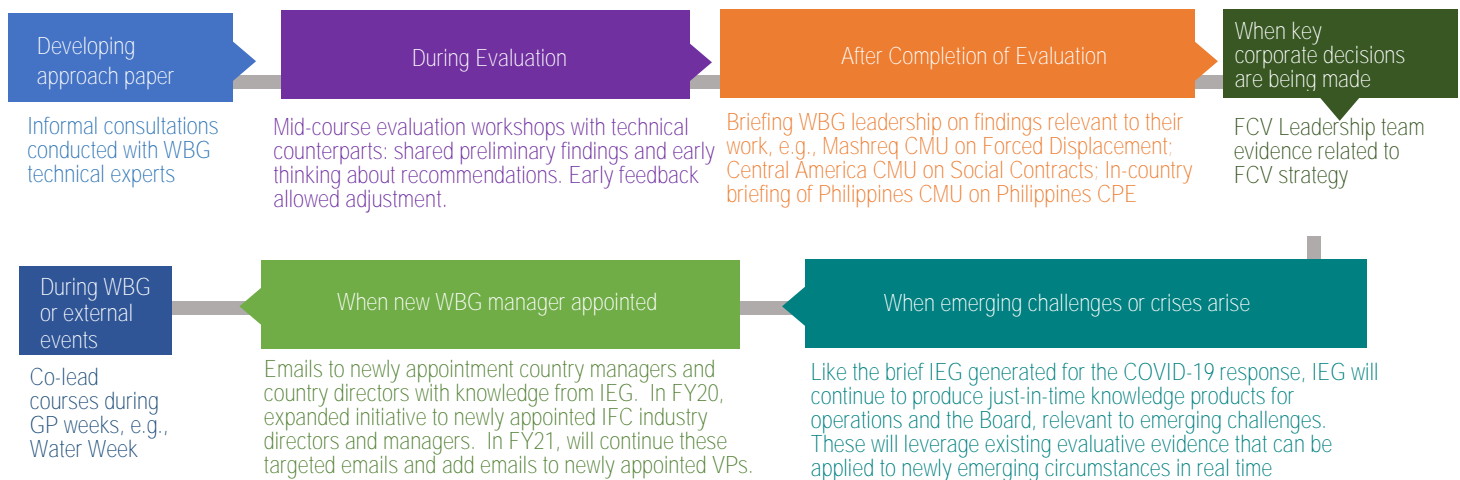 Developing
approach paper
Informal consultations
conducted with WBG
technical experts
During Evaluation
Mid-course evaluation workshops with technical
counterparts: shared preliminary findings and early
thinking about recommendations. Early feedback
allowed adjustment.
After Completion of Evaluation
Briefing WBG leadership on findings relevant to their
work, e.g., Mashreq CMU on Forced Displacement;
Central America CMU on Social Contracts; In-country
briefing of Philippines CMU on Philippines CPE
When key
corporate decisions
are being made
FCV Leadership team
evidence related to
FCV strategy
During WBG
or external
events
Co-lead
courses during
GP weeks, e.g.,
Water Week
When new WBG manager appointed
Emails to newly appointment country managers and
country directors with knowledge from IEG. In FY20,
expanded initiative to newly appointed IFC industry
directors and managers. In FY21, will continue these
targeted emails and add emails to newly appointed VPs.
When emerging challenges or crises arise
Like the brief IEG generated for the COVID-19 response, IEG will
continue to produce just-in-time knowledge products for
operations and the Board, relevant to emerging challenges.
These will leverage existing evaluative evidence that can be
applied to newly emerging circumstances in real time